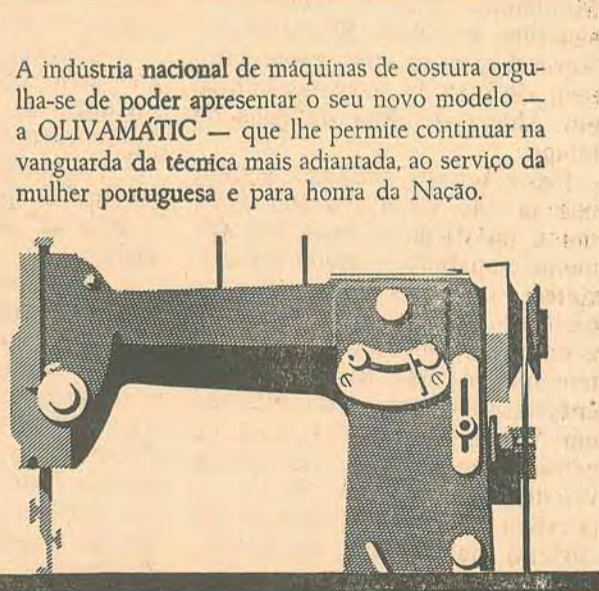 A indústria nacional de máquinas de costura orgu-
lha-se de poder apresentar o seu novo modelo —
a OLIVAMÁTIC — que lhe permite continuar na
vanguarda da técnica mais adiantada, ao serviço da
mulher portuguesa e para honra da Nação.